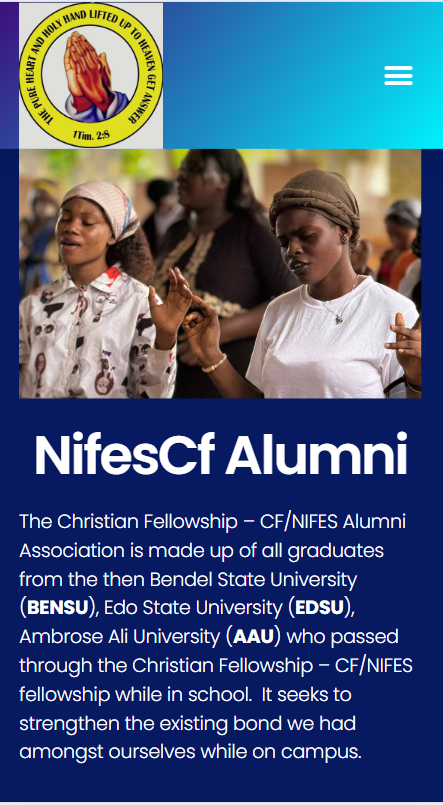 THE PURE HEART AND HOLY HAND LIFTED UP TO HEAVEN GET ANSWER
1Tim. 2:8
NifesCf Alumni
The Christian Fellowship – CF/NIFES Alumni
Association is made up of all graduates
from the then Bendel State University
(BENSU), Edo State University (EDSU),
Ambrose Ali University (AAU) who passed
through the Christian Fellowship – CF/NIFES
fellowship while in school.  It seeks to
strengthen the existing bond we had
amongst ourselves while on campus.